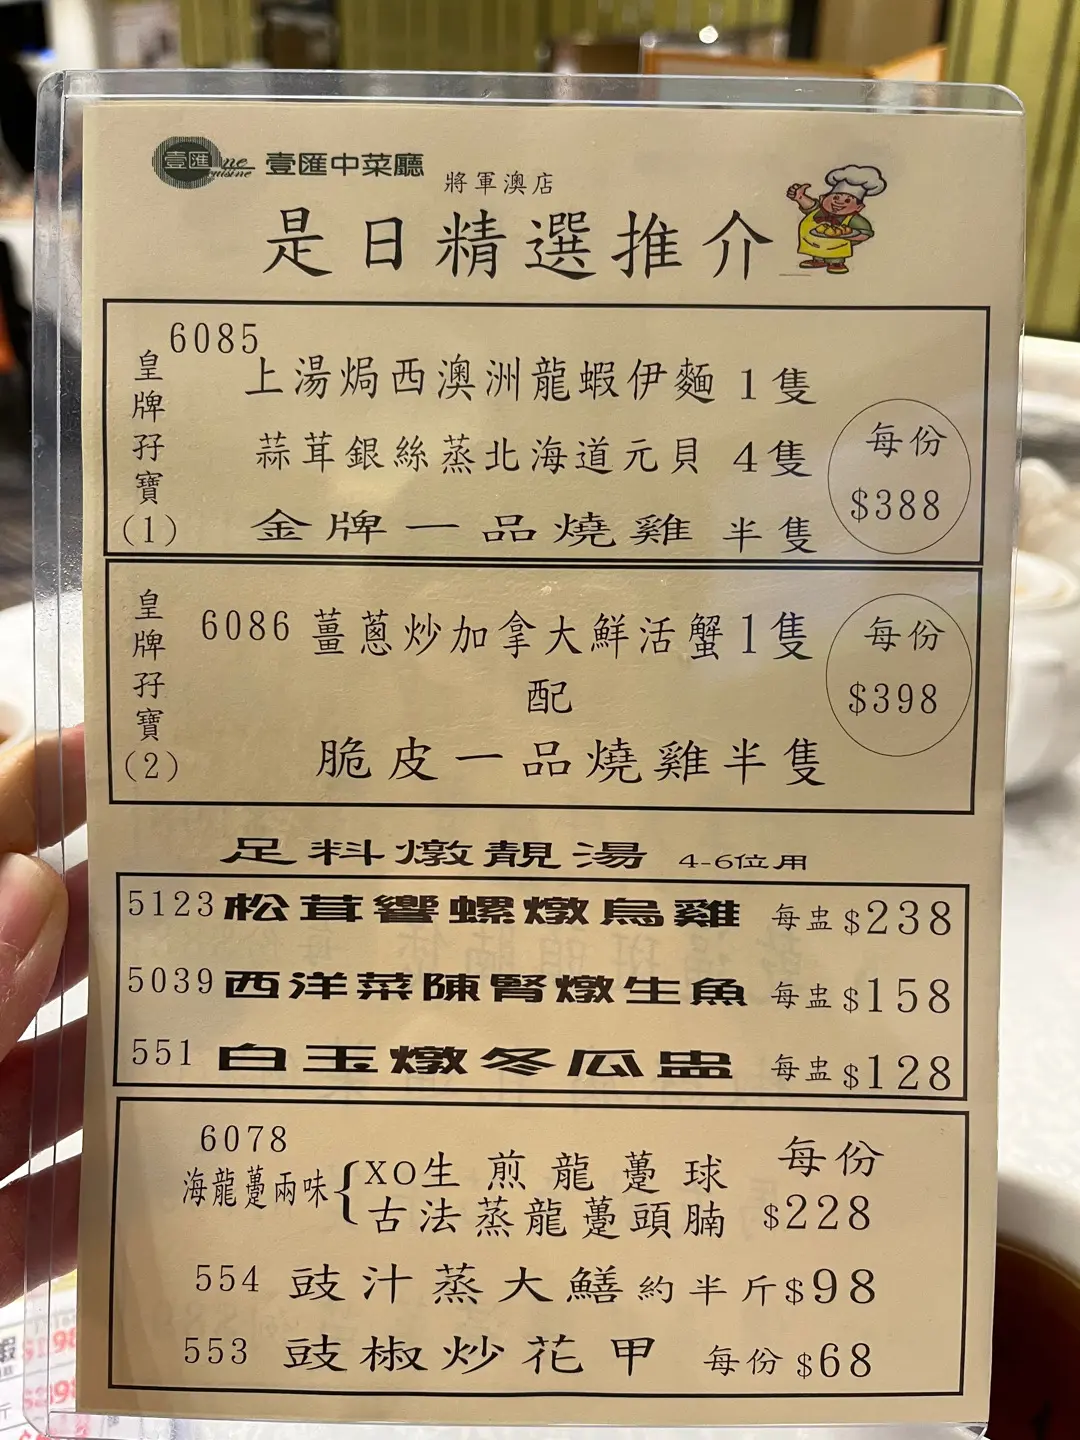 壹匯 One Cuisine 壹匯中菜廳 將軍澳店
是日精選推介
皇牌孖寶(1)
6085
上湯焗西澳洲龍蝦伊麵 1隻
蒜茸銀絲蒸北海道元貝 4隻
金牌一品燒雞 半隻
每份
$388
皇牌孖寶(2)
6086 薑蔥炒加拿大鮮活蟹1隻
配
脆皮一品燒雞半隻
每份
$398
足料燉靚湯 4-6位用
5123 松茸響螺燉烏雞 每盅 $238
5039 西洋菜陳腎燉生魚 每盅 $158
551 白玉燉冬瓜盅 每盅 $128
6078
海龍躉兩味{
XO生煎龍躉球
古法蒸龍躉頭腩
每份
$228
554 豉汁蒸大鱔 約半斤 $98
553 豉椒炒花甲 每份 $68